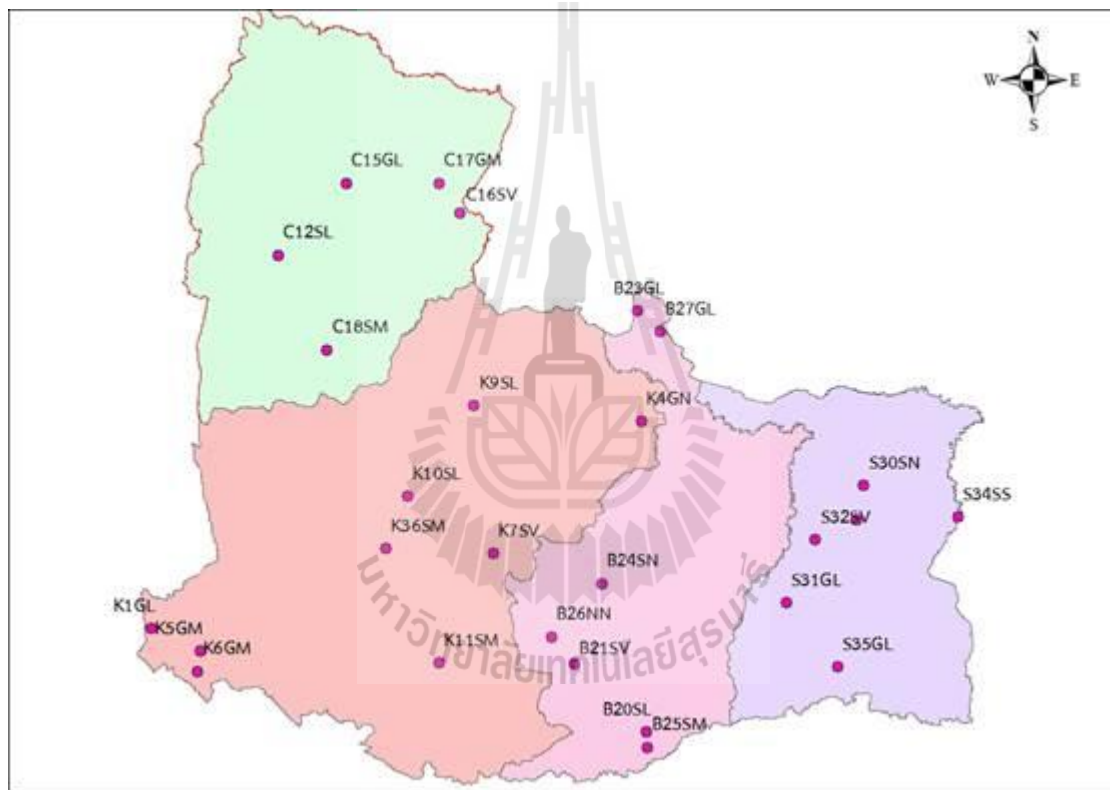 N
W E
S
C15GL
C17GM
C16SV
C12SL
C18SM
B23GL
B27GL
K9SL
K4GN
K10SL
S30SN
S34SS
S32SV
K36SM
K7SV
B24SN
S31GL
K1GL
K5GM
B26NN
K6GM
K11SM
B21SV
S35GL
B20SL
B25SM
มหาวิทยาลัยเทคโนโลยีสุรนารี